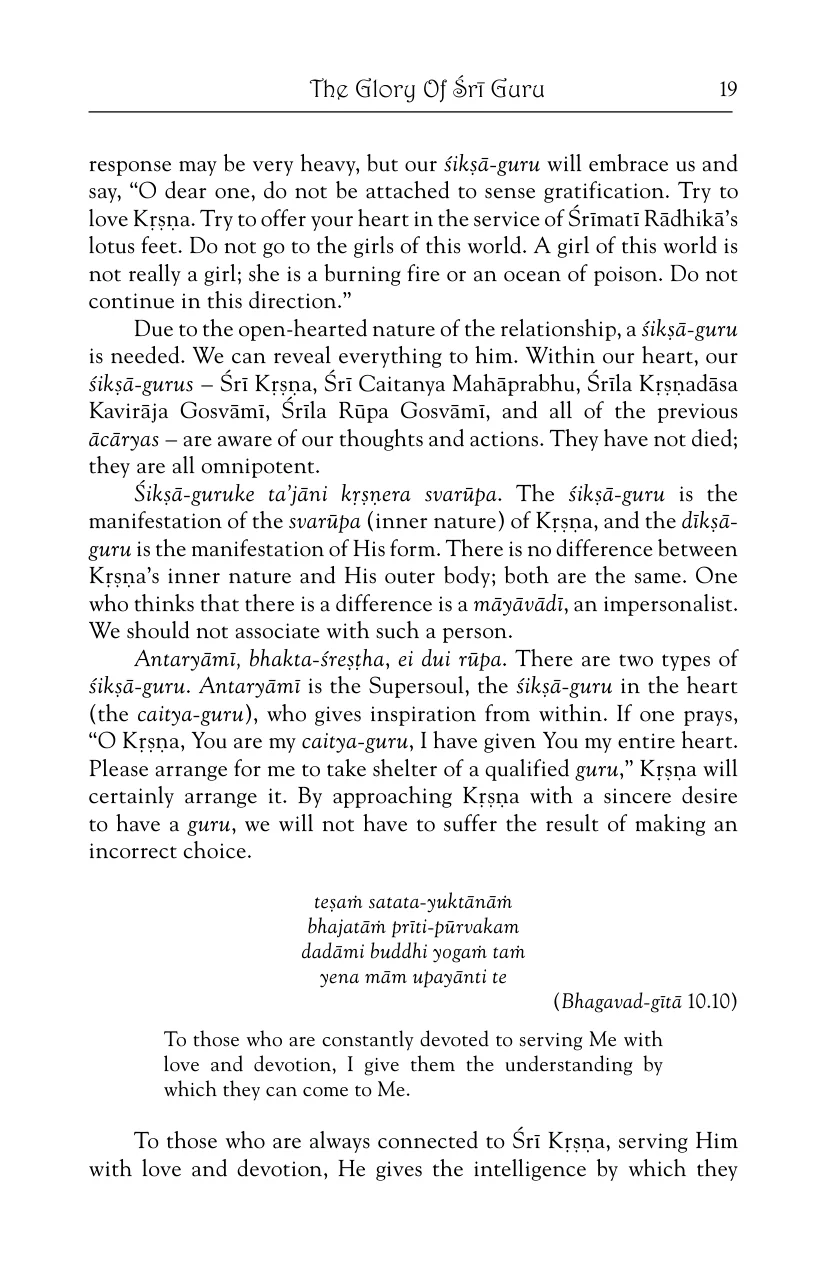 The Glory Of Śrī Guru 19
response may be very heavy, but our śikṣā-guru will embrace us and
say, “O dear one, do not be attached to sense gratification. Try to
love Kṛṣṇa. Try to offer your heart in the service of Śrīmatī Rādhikā’s
lotus feet. Do not go to the girls of this world. A girl of this world is
not really a girl; she is a burning fire or an ocean of poison. Do not
continue in this direction.”
Due to the open-hearted nature of the relationship, a śikṣā-guru
is needed. We can reveal everything to him. Within our heart, our
śikṣā-gurus – Śrī Kṛṣṇa, Śrī Caitanya Mahāprabhu, Śrīla Kṛṣṇadāsa
Kavirāja Gosvāmī, Śrīla Rūpa Gosvāmī, and all of the previous
ācāryas – are aware of our thoughts and actions. They have not died;
they are all omnipotent.
Śikṣā-guruke ta’jāni kṛṣṇera svarūpa. The śikṣā-guru is the
manifestation of the svarūpa (inner nature) of Kṛṣṇa, and the dīkṣā-
guru is the manifestation of His form. There is no difference between
Kṛṣṇa’s inner nature and His outer body; both are the same. One
who thinks that there is a difference is a māyāvādī, an impersonalist.
We should not associate with such a person.
Antaryāmī, bhakta-śreṣṭha, ei dui rūpa. There are two types of
śikṣā-guru. Antaryāmī is the Supersoul, the śikṣā-guru in the heart
(the caitya-guru), who gives inspiration from within. If one prays,
“O Kṛṣṇa, You are my caitya-guru, I have given You my entire heart.
Please arrange for me to take shelter of a qualified guru,” Kṛṣṇa will
certainly arrange it. By approaching Kṛṣṇa with a sincere desire
to have a guru, we will not have to suffer the result of making an
incorrect choice.
teṣaṁ satata-yuktānāṁ
bhajatāṁ prīti-pūrvakam
dadāmi buddhi yogaṁ taṁ
yena mām upayānti te
(Bhagavad-gītā 10.10)
To those who are constantly devoted to serving Me with
love and devotion, I give them the understanding by
which they can come to Me.
To those who are always connected to Śrī Kṛṣṇa, serving Him
with love and devotion, He gives the intelligence by which they